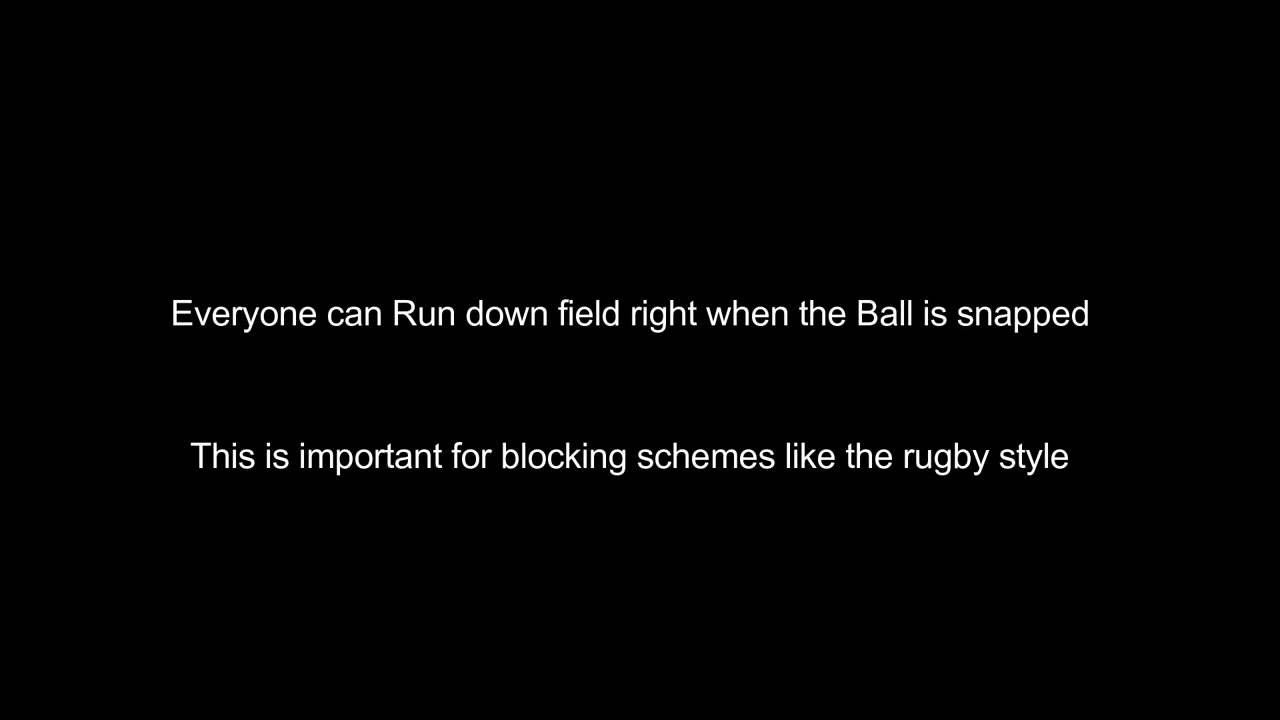 Everyone can Run down field right when the Ball is snapped
This is important for blocking schemes like the rugby style